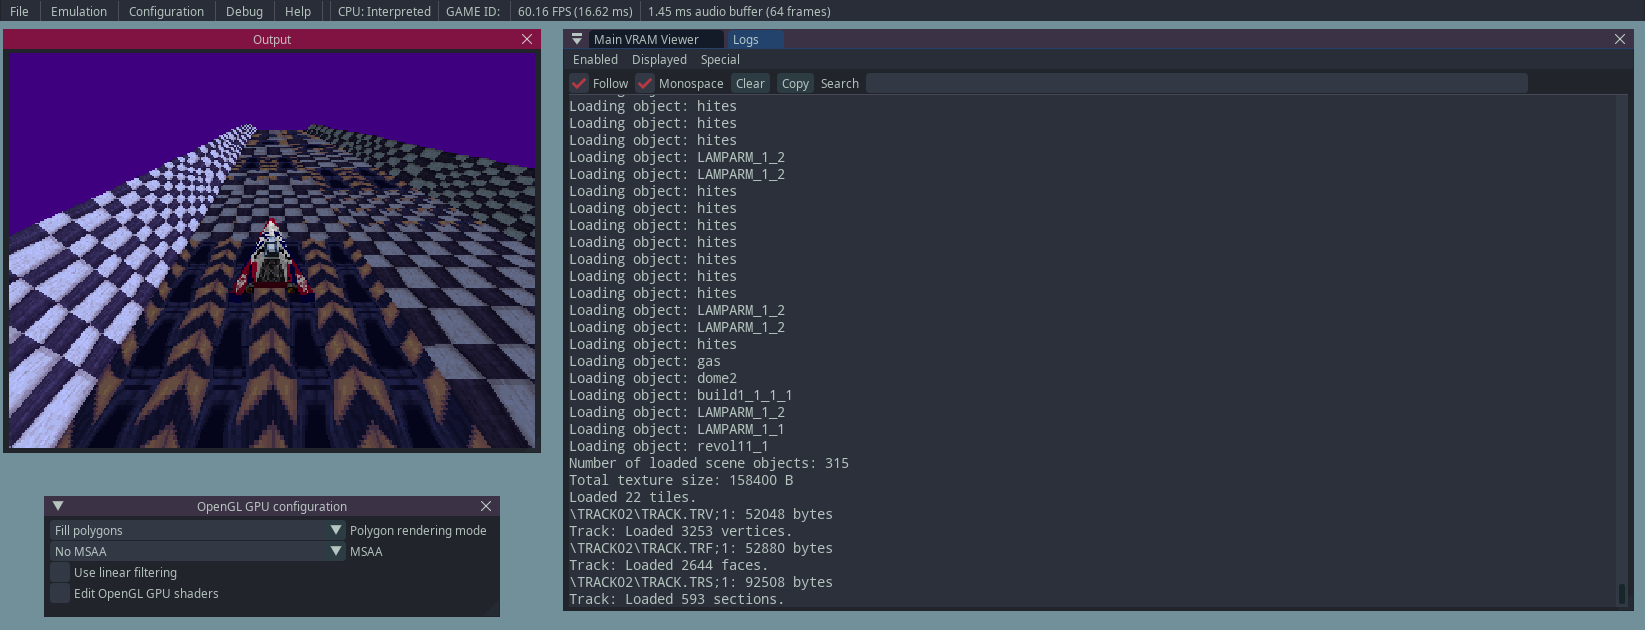 File Emulation Configuration Debug Help CPU: Interpreted GAME ID: 60.16 FPS (16.62 ms) 1.45 ms audio buffer (64 frames)
Output
Main VRAM Viewer Logs
Enabled Displayed Special
Follow Monospace Clear Copy Search
Loading object: hites
Loading object: hites
Loading object: hites
Loading object: LAMPARM_1_2
Loading object: LAMPARM_1_2
Loading object: hites
Loading object: hites
Loading object: hites
Loading object: hites
Loading object: hites
Loading object: hites
Loading object: hites
Loading object: LAMPARM_1_2
Loading object: LAMPARM_1_2
Loading object: hites
Loading object: gas
Loading object: dome2
Loading object: build1_1_1_1
Loading object: LAMPARM_1_2
Loading object: LAMPARM_1_1
Loading object: revol11_1
Number of loaded scene objects: 315
Total texture size: 158400 B
Loaded 22 tiles.
\TRACK02\TRACK.TRV;1: 52048 bytes
Track: Loaded 3253 vertices.
\TRACK02\TRACK.TRF;1: 52880 bytes
Track: Loaded 2644 faces.
\TRACK02\TRACK.TRS;1: 92508 bytes
Track: Loaded 593 sections.
OpenGL GPU configuration
Fill polygons Polygon rendering mode
No MSAA MSAA
Use linear filtering
Edit OpenGL GPU shaders